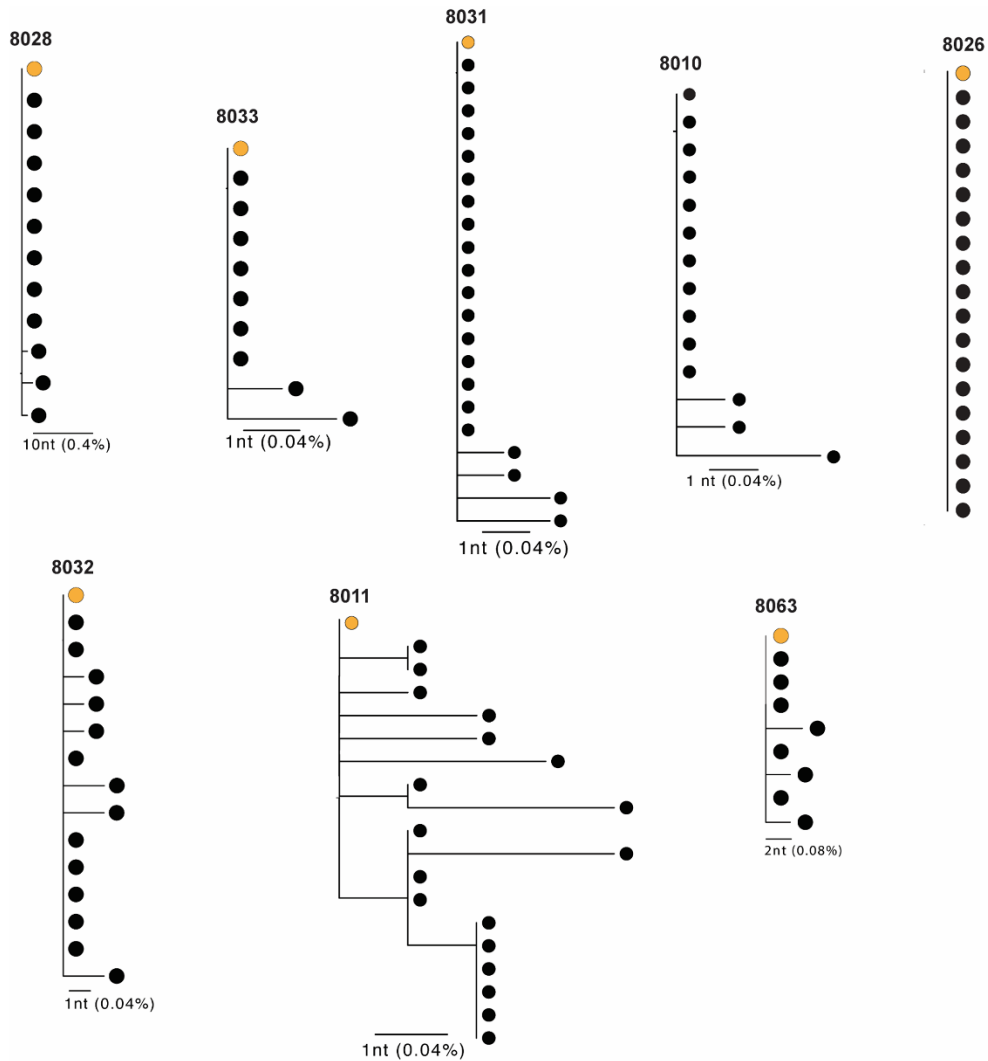 8028
8033
8031
8010
8026
10nt (0.4%)
1nt (0.04%)
1nt (0.04%)
1 nt (0.04%)
8032
8011
8063
1nt (0.04%)
1nt (0.04%)
2nt (0.08%)